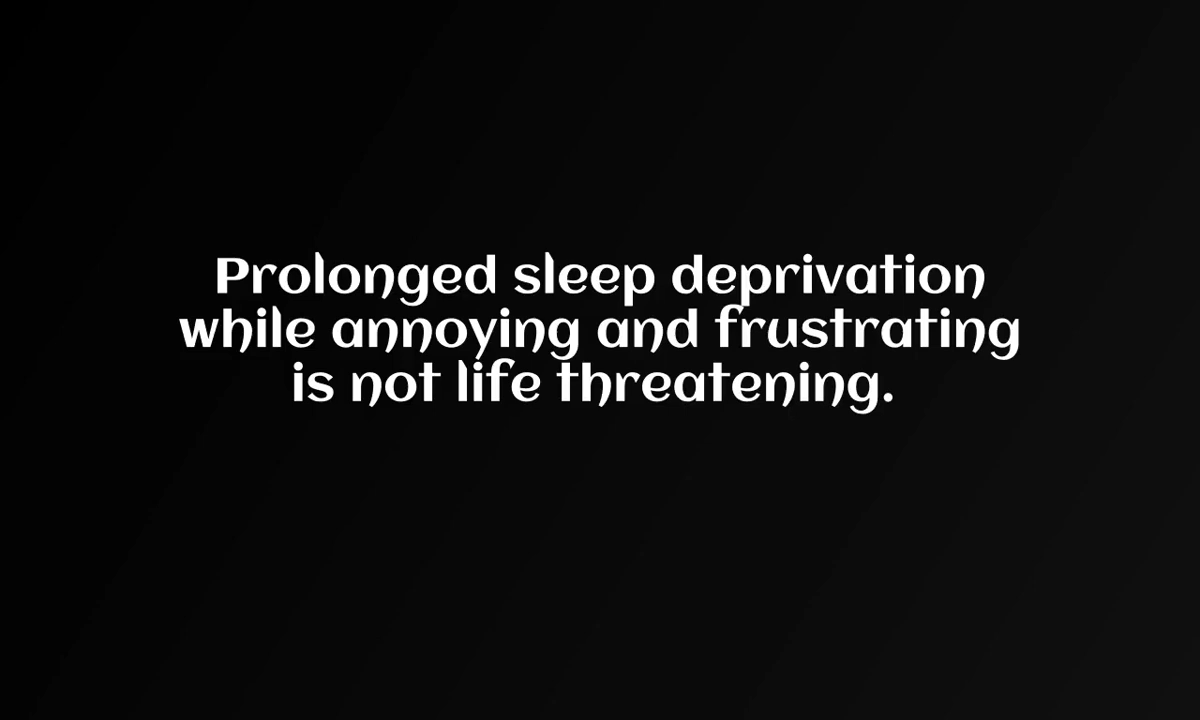 Prolonged sleep deprivation
while annoying and frustrating
is not life threatening.